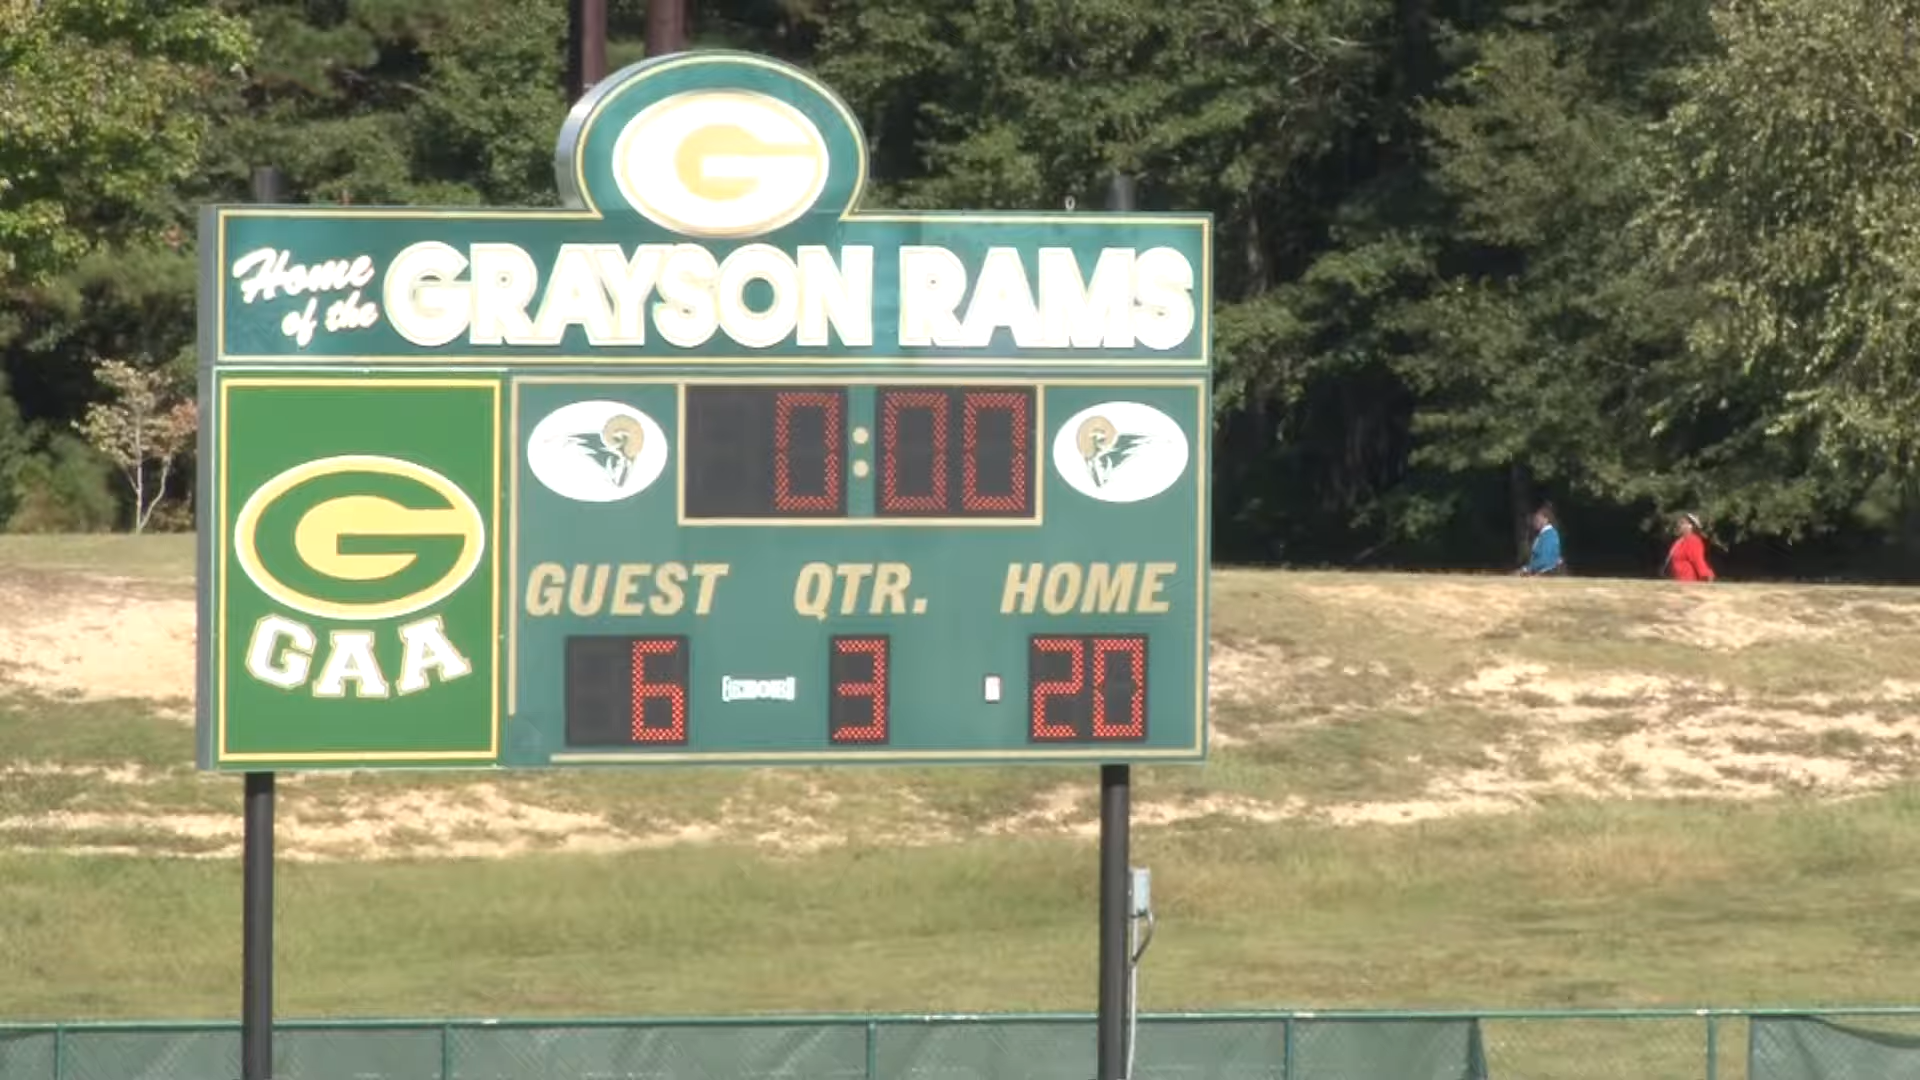 G
Home
of the
GRAYSON RAMS
G
GAA
0:00
GUEST QTR. HOME
6 3 20